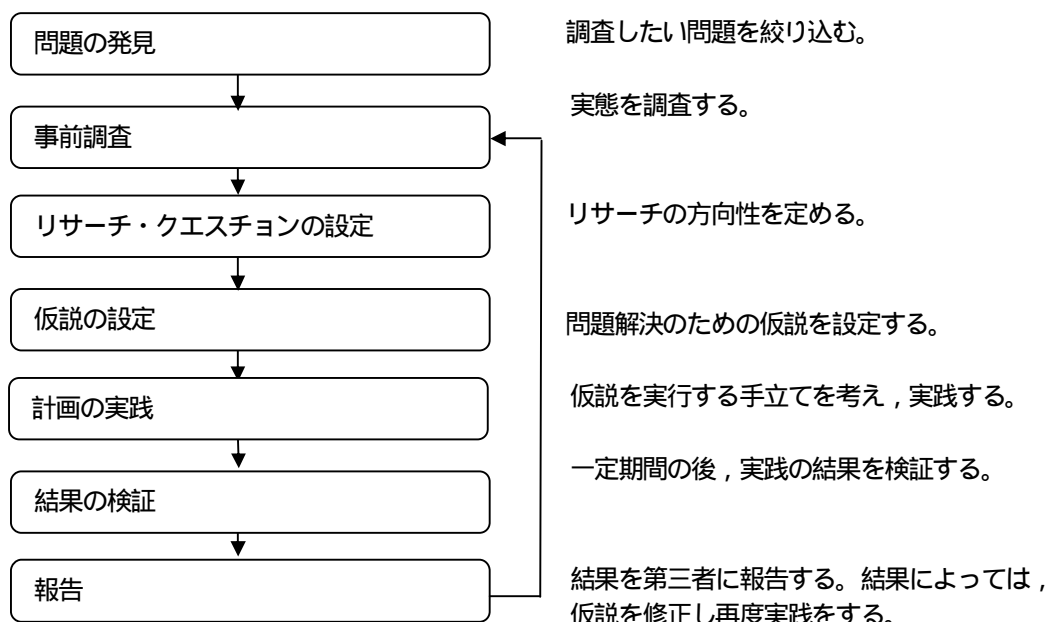 問題の発見
調査したい問題を絞り込む。
事前調査
実態を調査する。
リサーチ・クエスチョンの設定
リサーチの方向性を定める。
仮説の設定
問題解決のための仮説を設定する。
計画の実践
仮説を実行する手立てを考え，実践する。
結果の検証
一定期間の後，実践の結果を検証する。
報告
結果を第三者に報告する。結果によっては，
仮説を修正し再度実践をする。